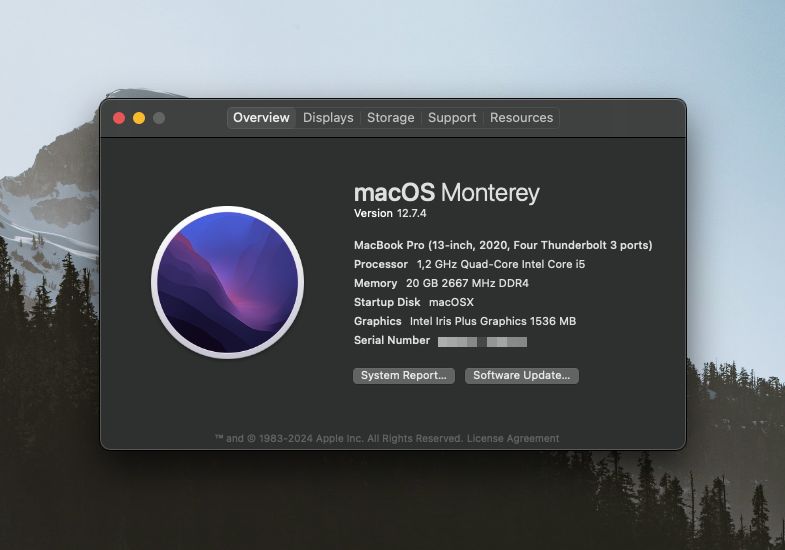 Overview Displays Storage Support Resources
macOS Monterey
Version 12.7.4
MacBook Pro (13-inch, 2020, Four Thunderbolt 3 ports)
Processor 1,2 GHz Quad-Core Intel Core i5
Memory 20 GB 2667 MHz DDR4
Startup Disk macOSX
Graphics Intel Iris Plus Graphics 1536 MB
Serial Number
System Report... Software Update...
™ and © 1983-2024 Apple Inc. All Rights Reserved. License Agreement